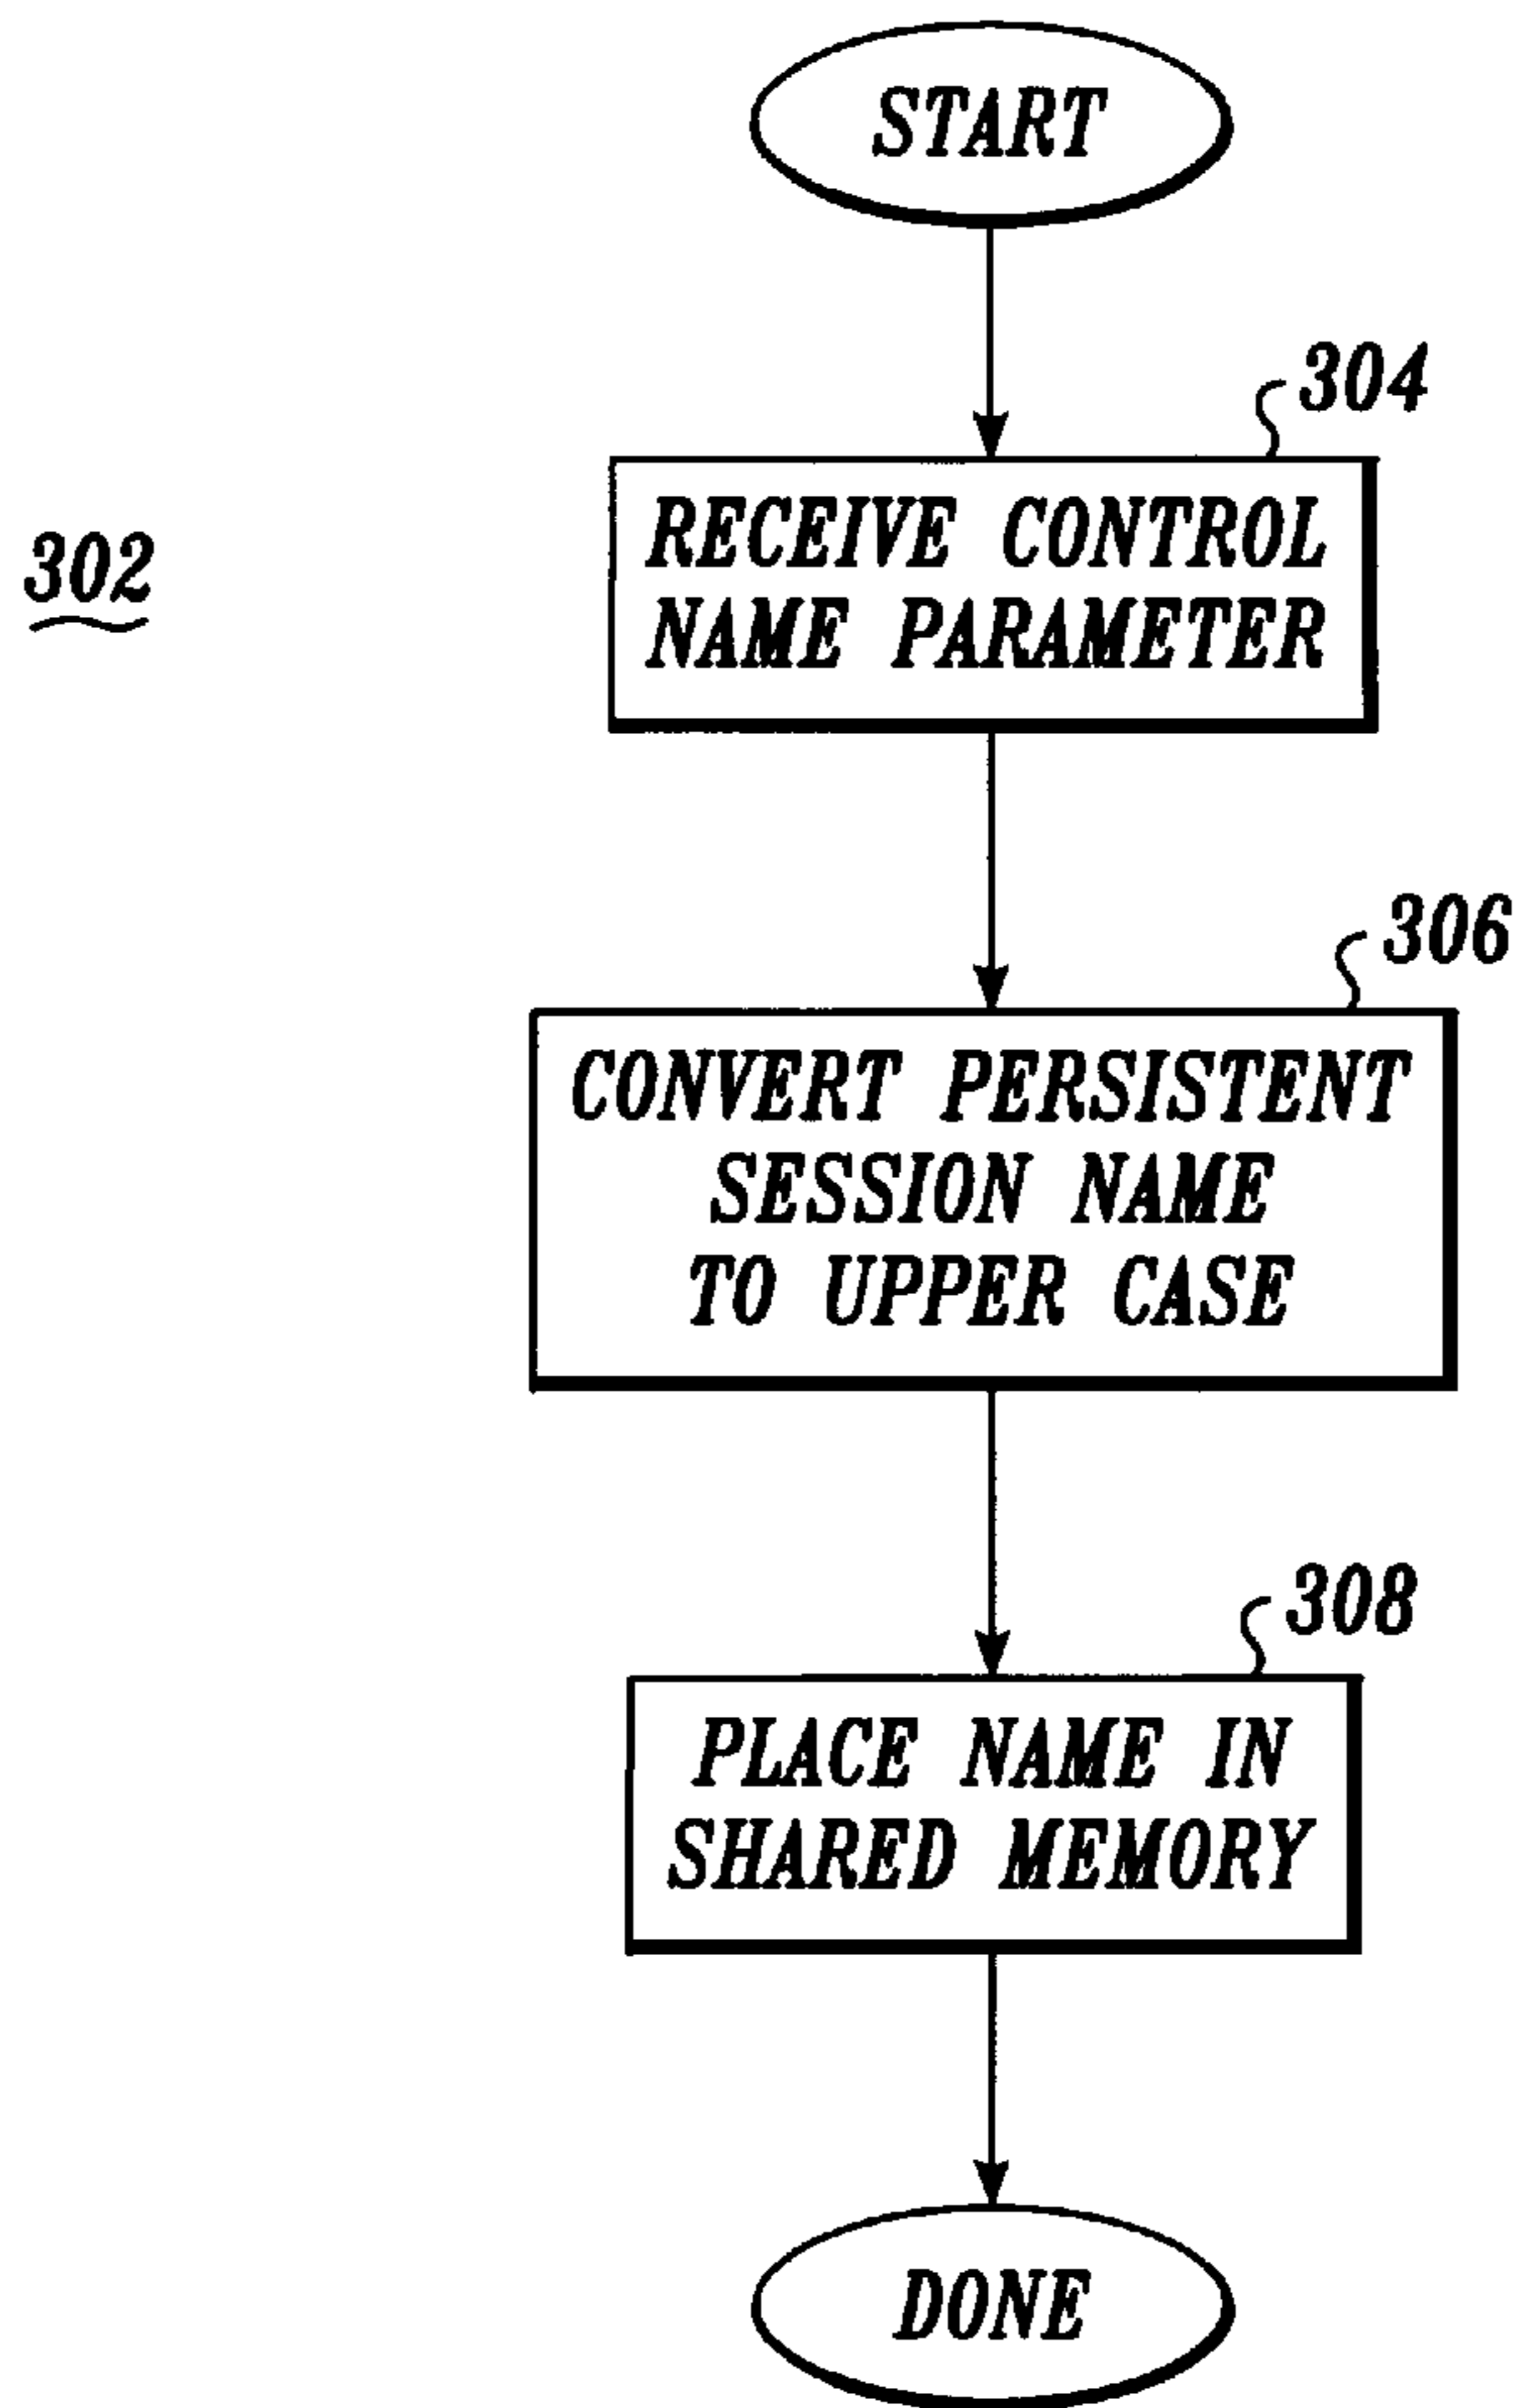 START
304
RECEIVE CONTROL
NAME PARAMETER
302
306
CONVERT PERSISTENT
SESSION NAME
TO UPPER CASE
308
PLACE NAME IN
SHARED MEMORY
DONE